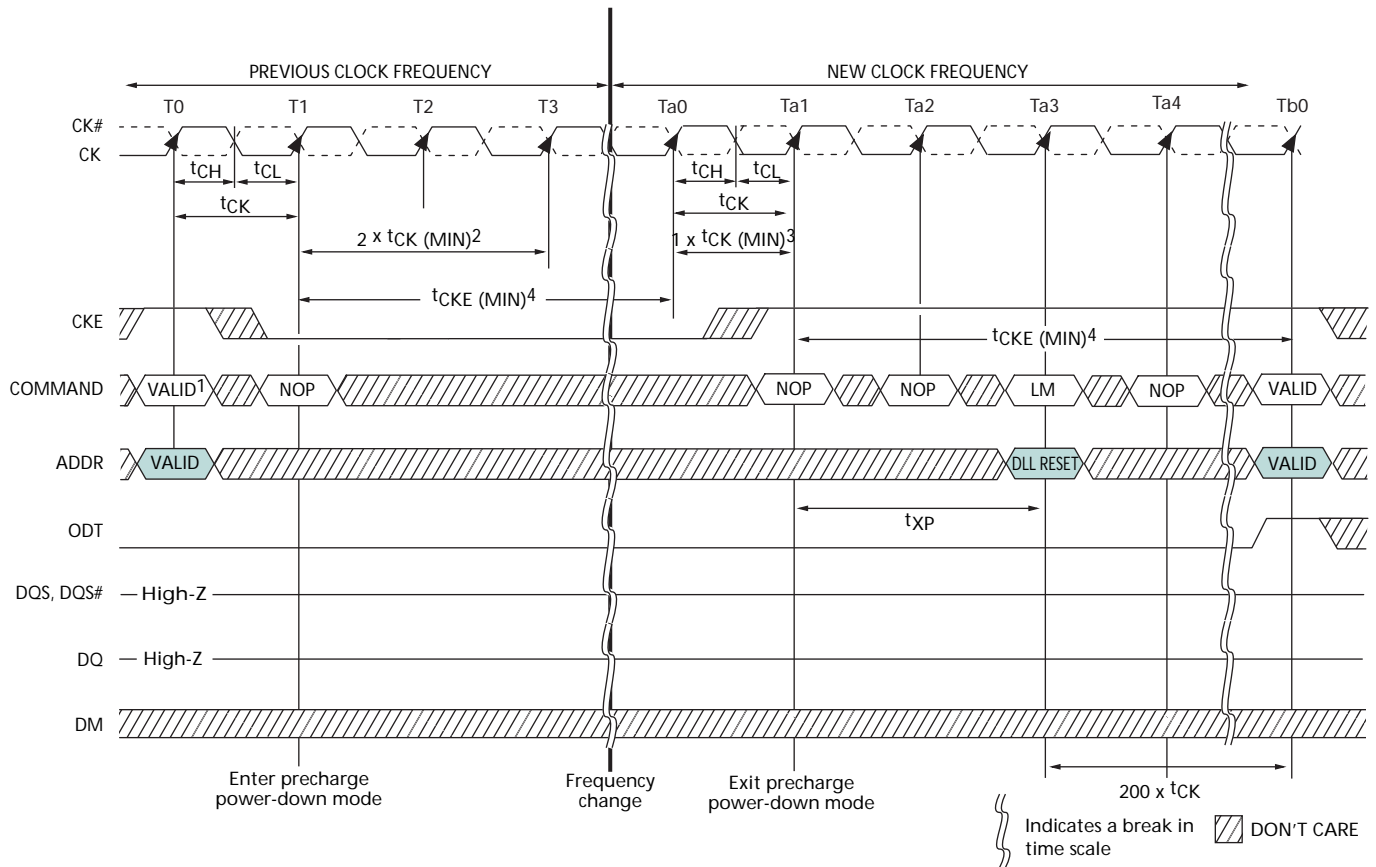 PREVIOUS CLOCK FREQUENCY
NEW CLOCK FREQUENCY
T0 T1 T2 T3 Ta0 Ta1 Ta2 Ta3 Ta4 Tb0
CK#
CK
tCH tCL tCH tCL
tCK tCK
2 x tCK (MIN)2 1 x tCK (MIN)3
tCKE (MIN)4
CKE
tCKE (MIN)4
COMMAND VALID1 NOP NOP NOP LM NOP VALID
ADDR VALID DLL RESET VALID
tXP
ODT
DQS, DQS# High-Z
DQ High-Z
DM
Enter precharge
power-down mode
Frequency
change
Exit precharge
power-down mode
200 x tCK
Indicates a break in
time scale
DON'T CARE